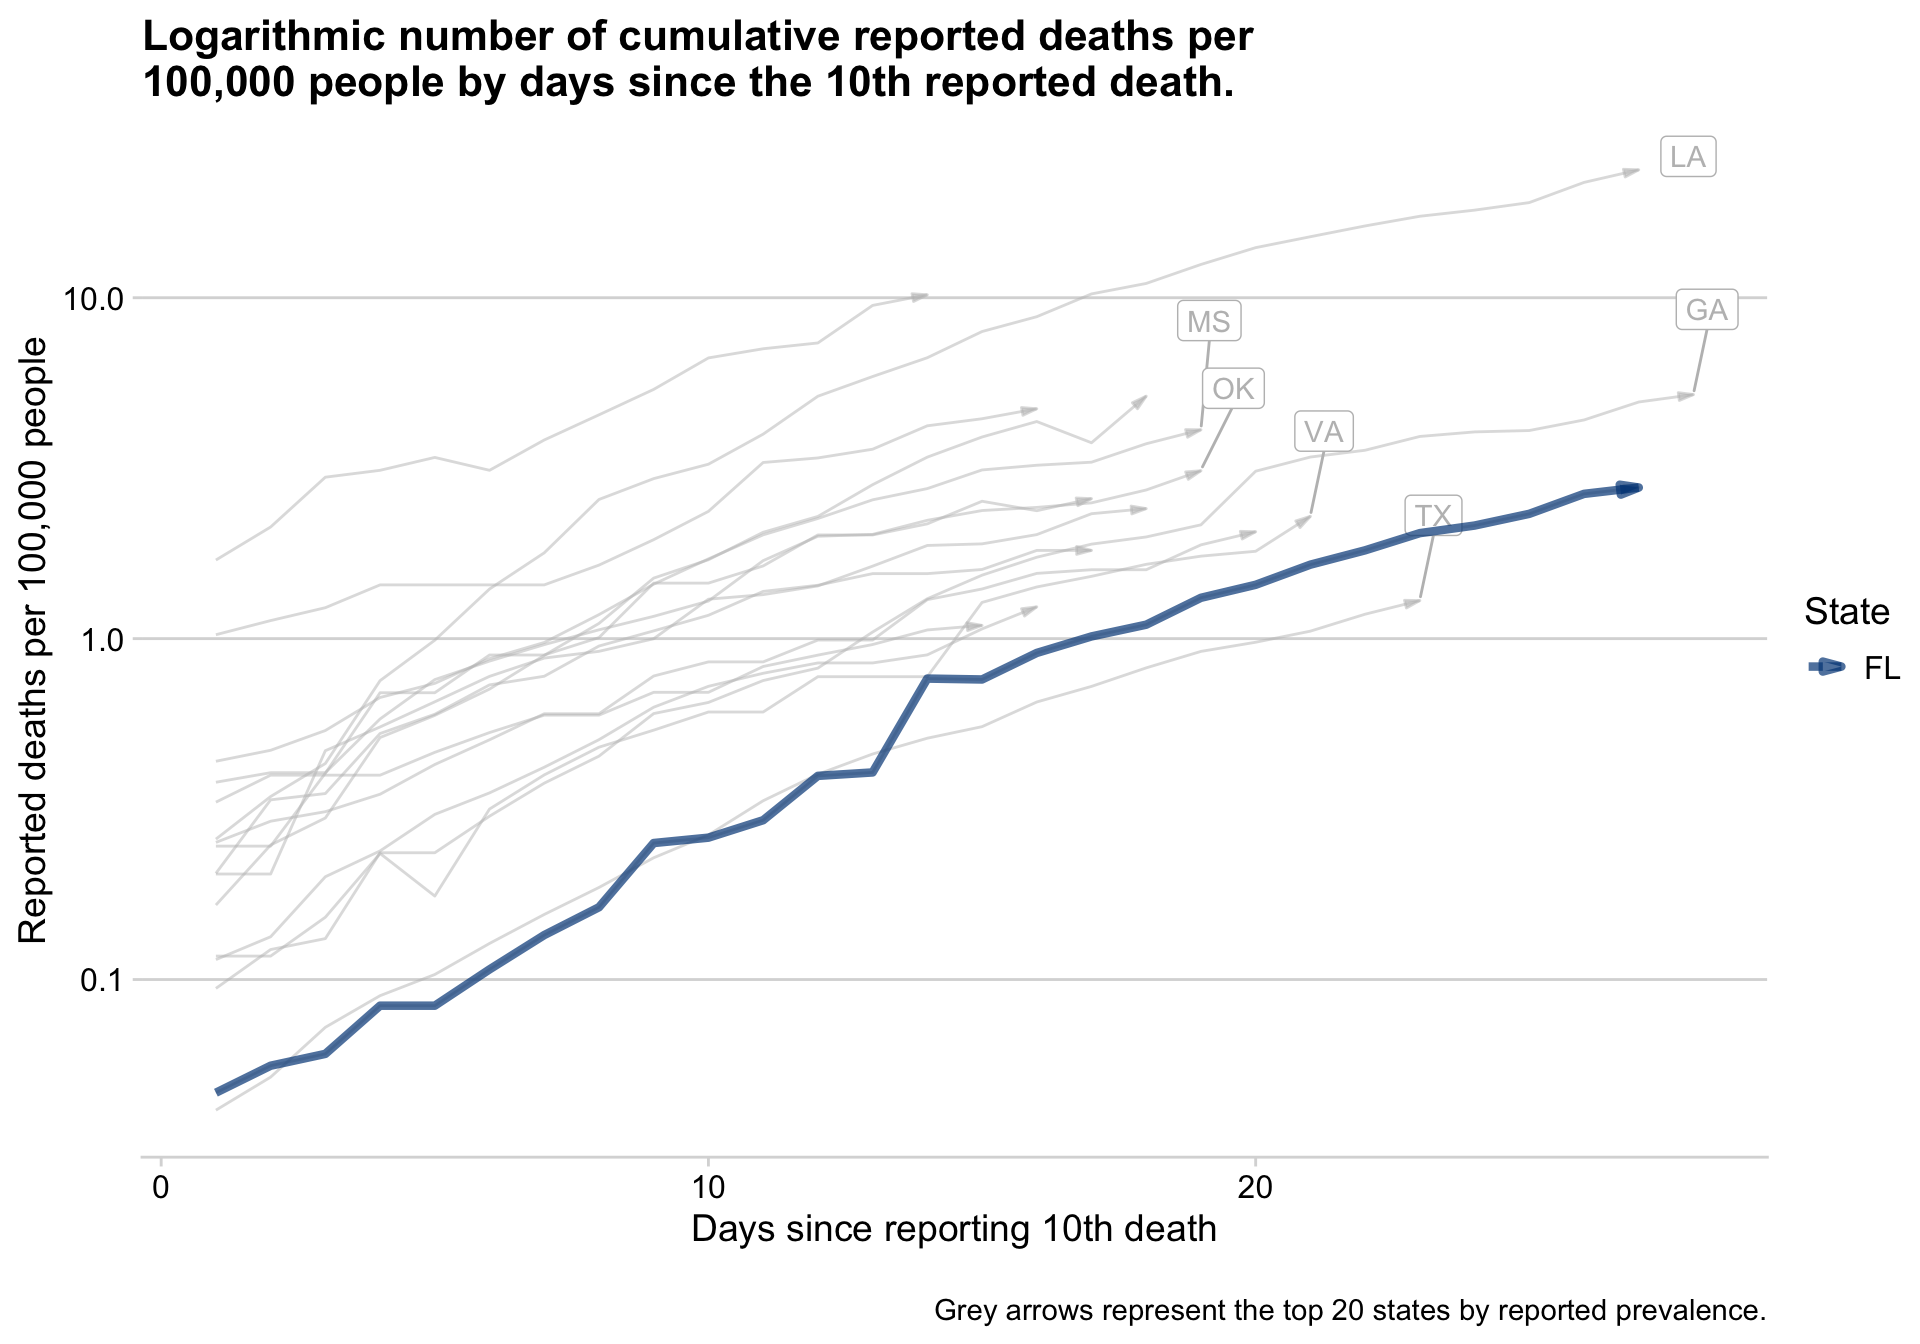 Logarithmic number of cumulative reported deaths per
100,000 people by days since the 10th reported death.
LA
10.0
GA
MS
OK
VA
TX
Reported deaths per 100,000 people
State
FL
1.0
0.1
0
10
20
Days since reporting 10th death
Grey arrows represent the top 20 states by reported prevalence.